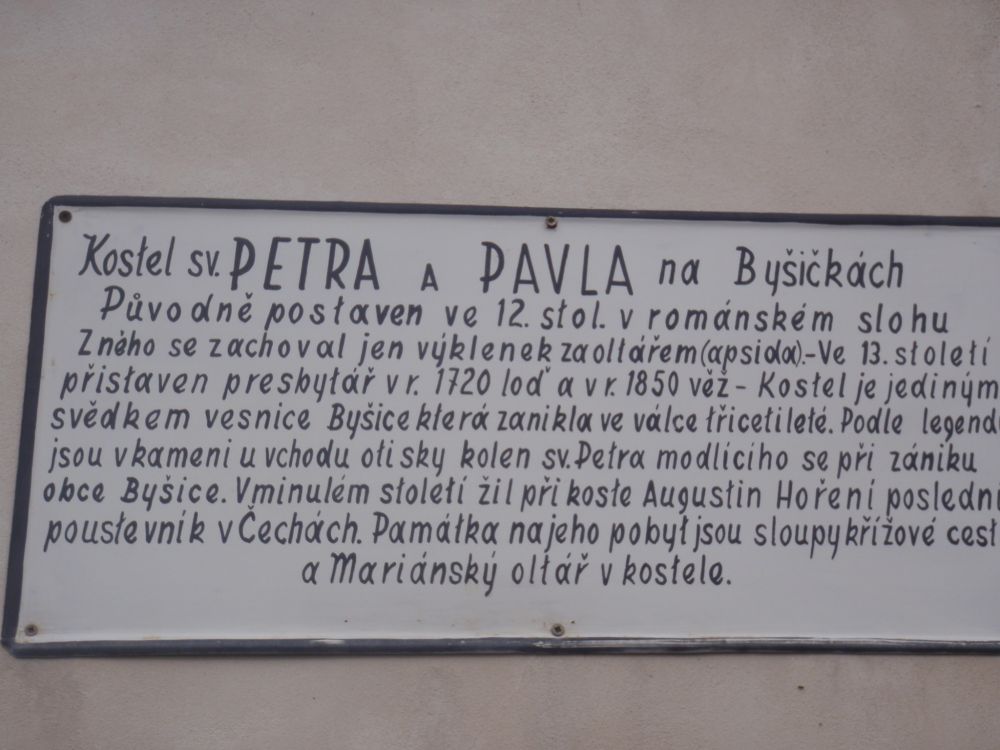 Kostel sv. PETRA A PAVLA na Byšičkách
Původně postaven ve 12. stol. v románském slohu
Z něho se zachoval jen výklenek za oltářem (apsida).-Ve 13. století
přistaven presbytář v r. 1720 loď a v r. 1850 věž - Kostel je jediným
svědkem vesnice Byšice která zanikla ve válce třicetileté. Podle legend
jsou v kameni u vchodu otisky kolen sv. Petra modlícího se při zániku
obce Byšice. V minulém století žil při koste Augustin Hoření poslední
poustevník v Čechách. Památka na jeho pobyt jsou sloupy křížové cest
a Mariánský oltář v kostele.